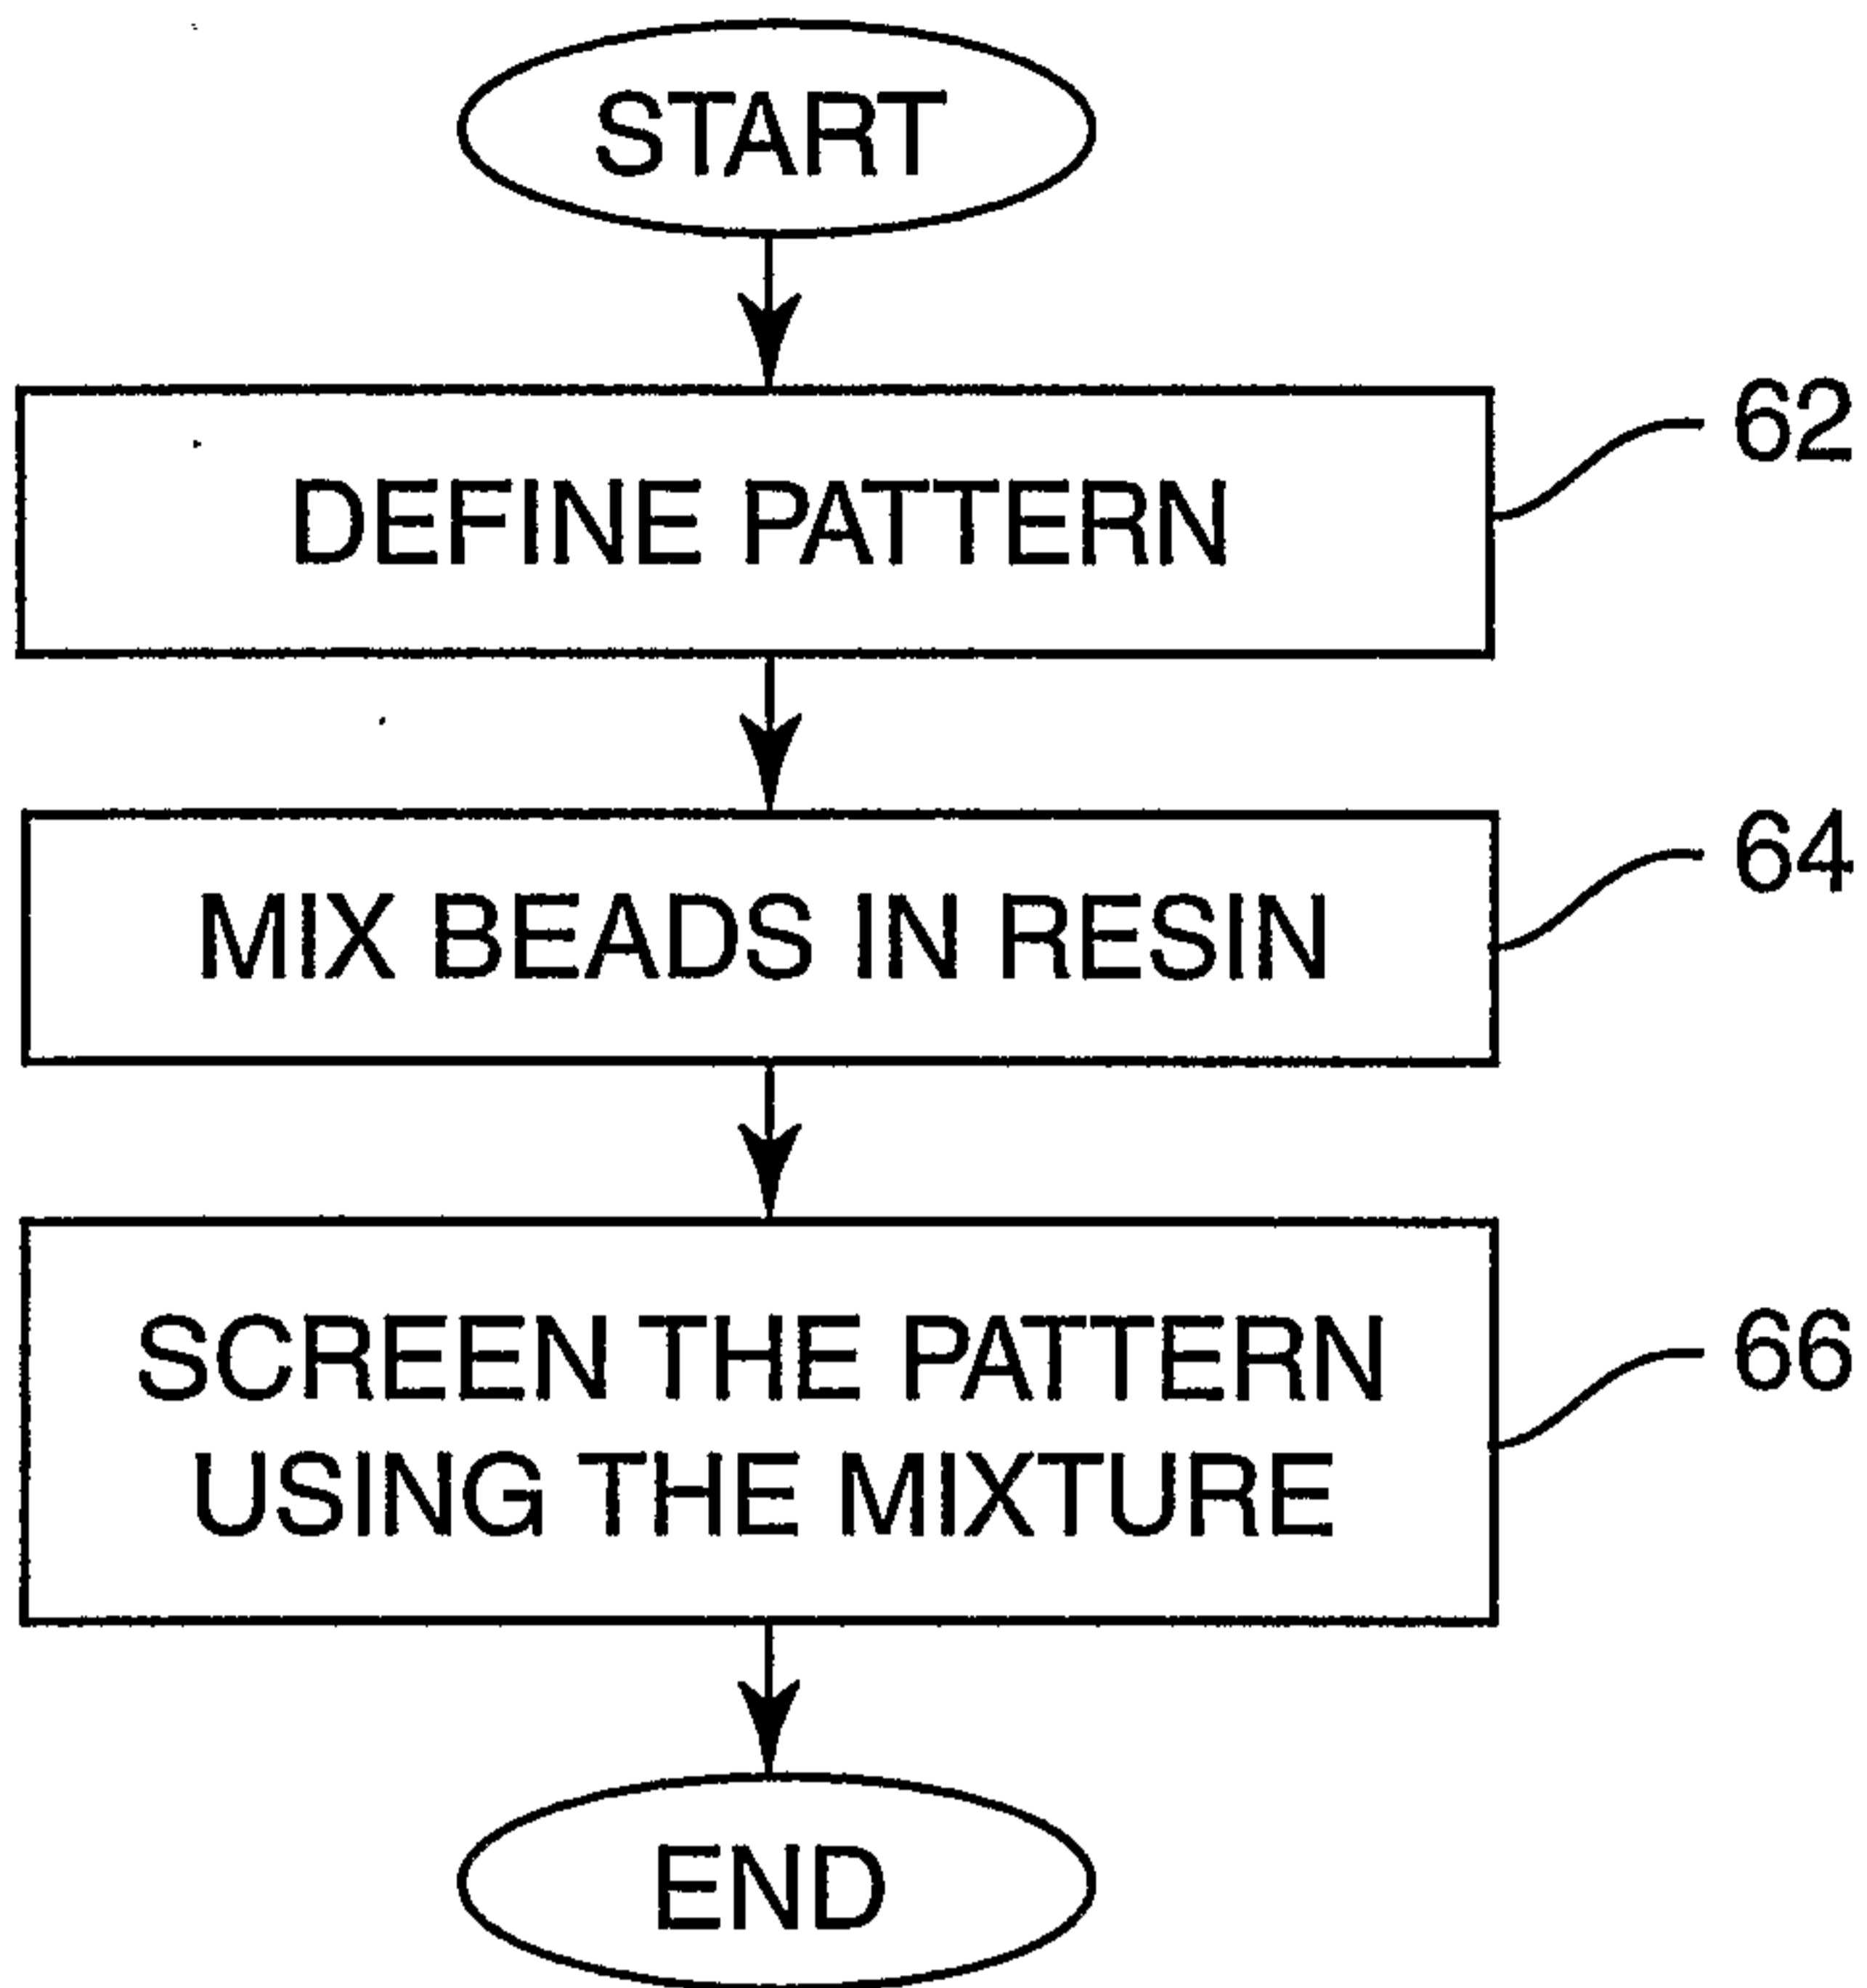 START
DEFINE PATTERN
62
MIX BEADS IN RESIN
64
SCREEN THE PATTERN
USING THE MIXTURE
66
END